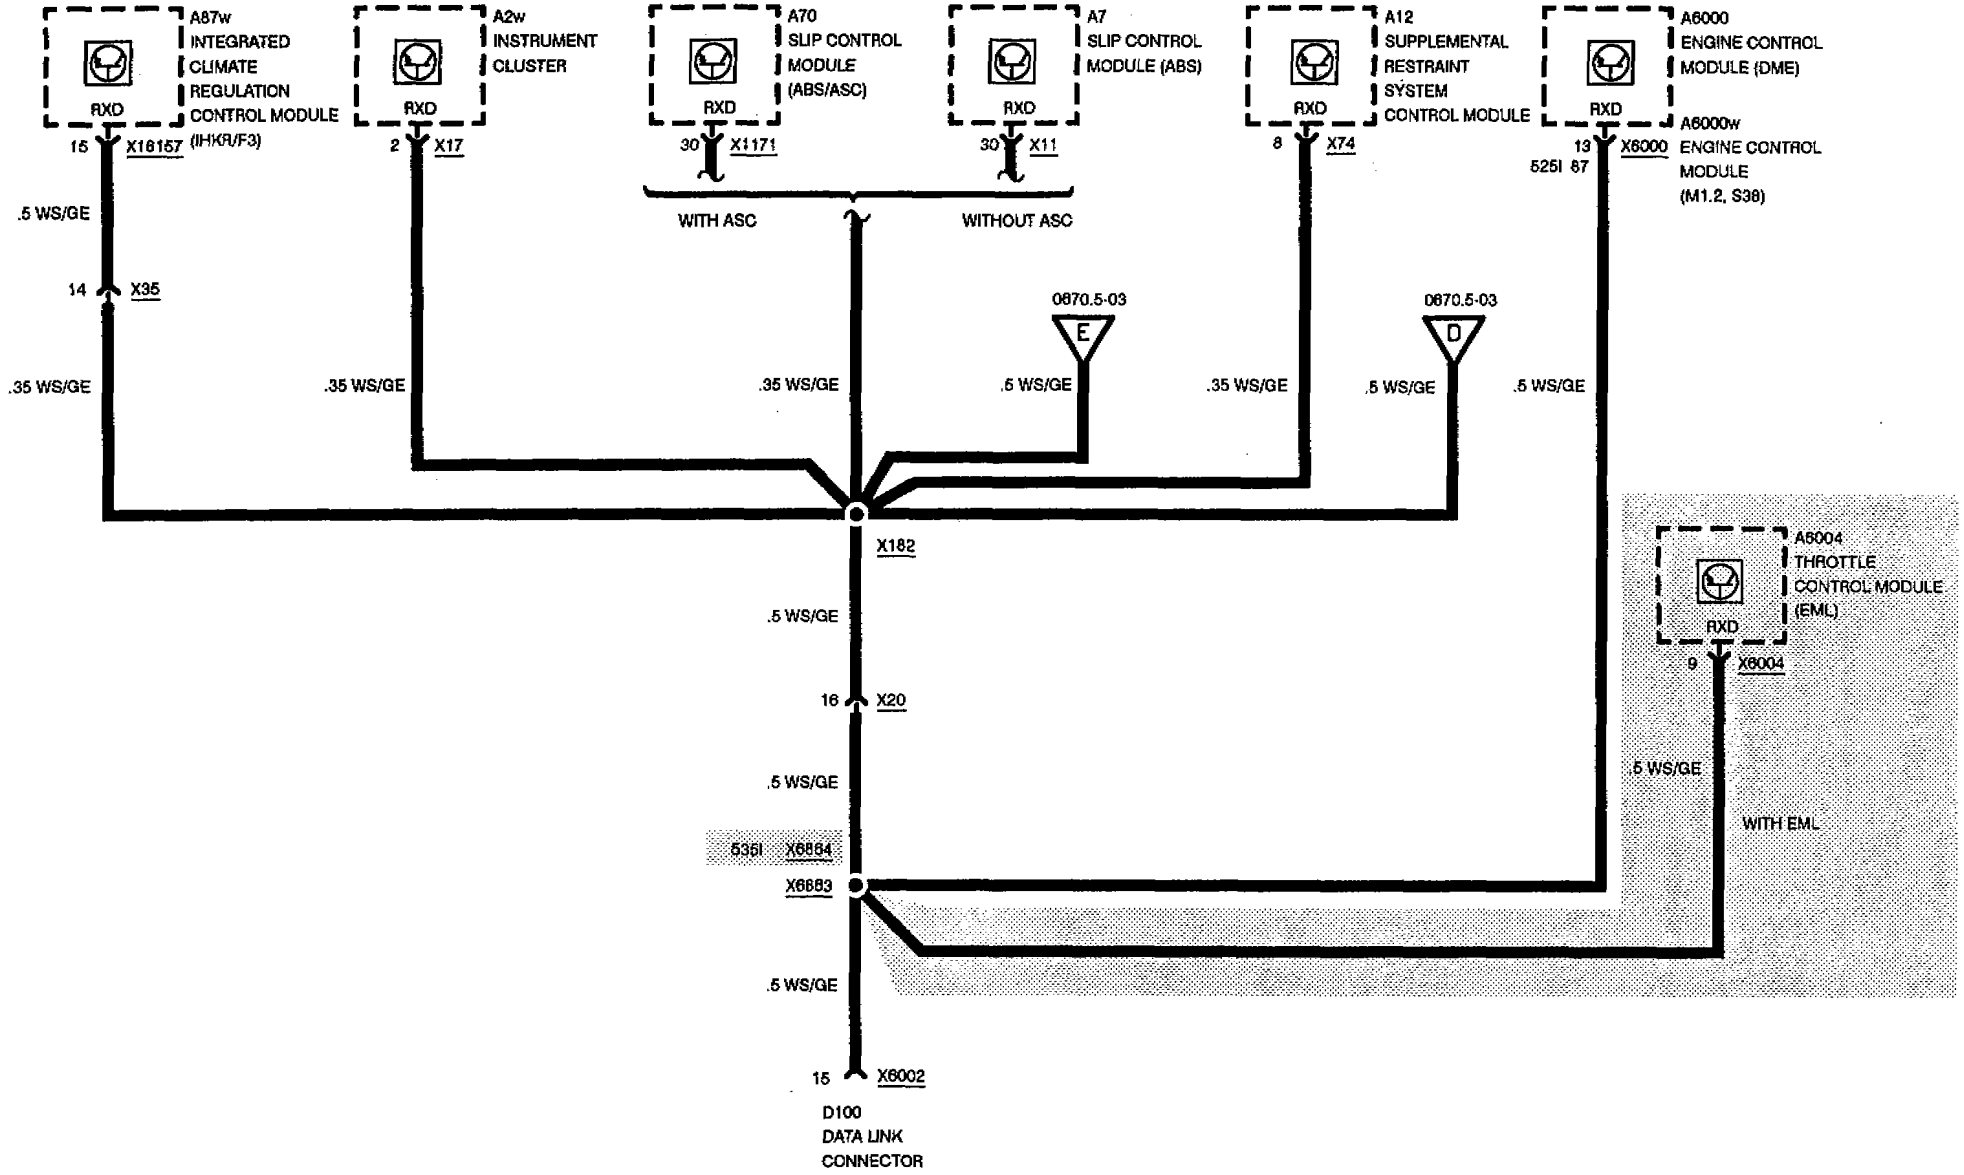 A87w
INTEGRATED
CLIMATE
REGULATION
CONTROL MODULE
(IHKR/F3)
RXD
15 X16157
A2w
INSTRUMENT
CLUSTER
RXD
2 X17
A70
SLIP CONTROL
MODULE
(ABS/ASC)
RXD
30 X1171
A7
SLIP CONTROL
MODULE (ABS)
RXD
30 X11
A12
SUPPLEMENTAL
RESTRAINT
SYSTEM
CONTROL MODULE
RXD
8 X74
A6000
ENGINE CONTROL
MODULE (DME)
RXD
13 X6000
525I 87
A6000w
ENGINE CONTROL
MODULE
(M1.2, S38)
WITH ASC
WITHOUT ASC
.5 WS/GE
14 X35
0670.5-03
E
0670.5-03
D
.35 WS/GE
.35 WS/GE
.35 WS/GE
.5 WS/GE
.35 WS/GE
.5 WS/GE
.5 WS/GE
X182
A6004
THROTTLE
CONTROL MODULE
(EML)
RXD
9 X6004
.5 WS/GE
16 X20
.5 WS/GE
.5 WS/GE
WITH EML
535I X6884
X6883
.5 WS/GE
15 X6002
D100
DATA LINK
CONNECTOR